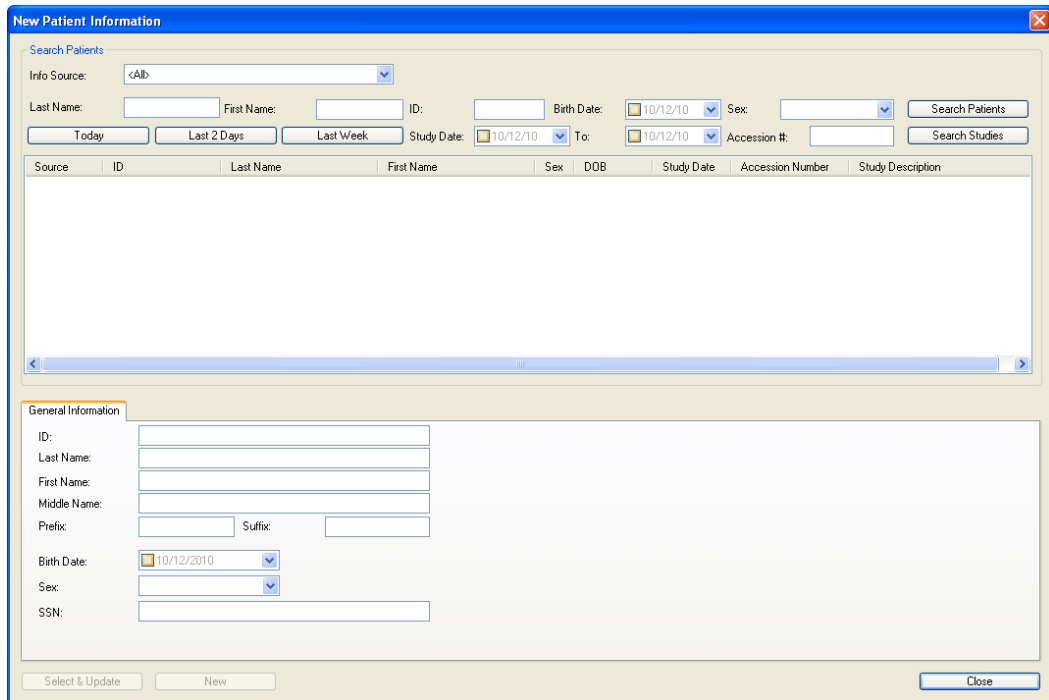 New Patient Information
Search Patients
Info Source: <All>
Last Name: First Name: ID: Birth Date: 10/12/10 Sex: Search Patients
Today Last 2 Days Last Week Study Date: 10/12/10 To: 10/12/10 Accession #: Search Studies
Source ID Last Name First Name Sex DOB Study Date Accession Number Study Description
General Information
ID:
Last Name:
First Name:
Middle Name:
Prefix: Suffix:
Birth Date: 10/12/2010
Sex:
SSN:
Select & Update New Close